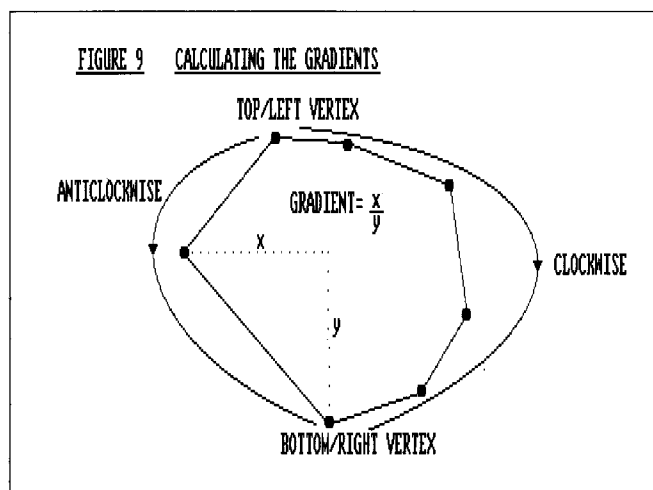 FIGURE 9 CALCULATING THE GRADIENTS
TOP/LEFT VERTEX
ANTICLOCKWISE
GRADIENT= x/y
x
CLOCKWISE
y
BOTTOM/RIGHT VERTEX